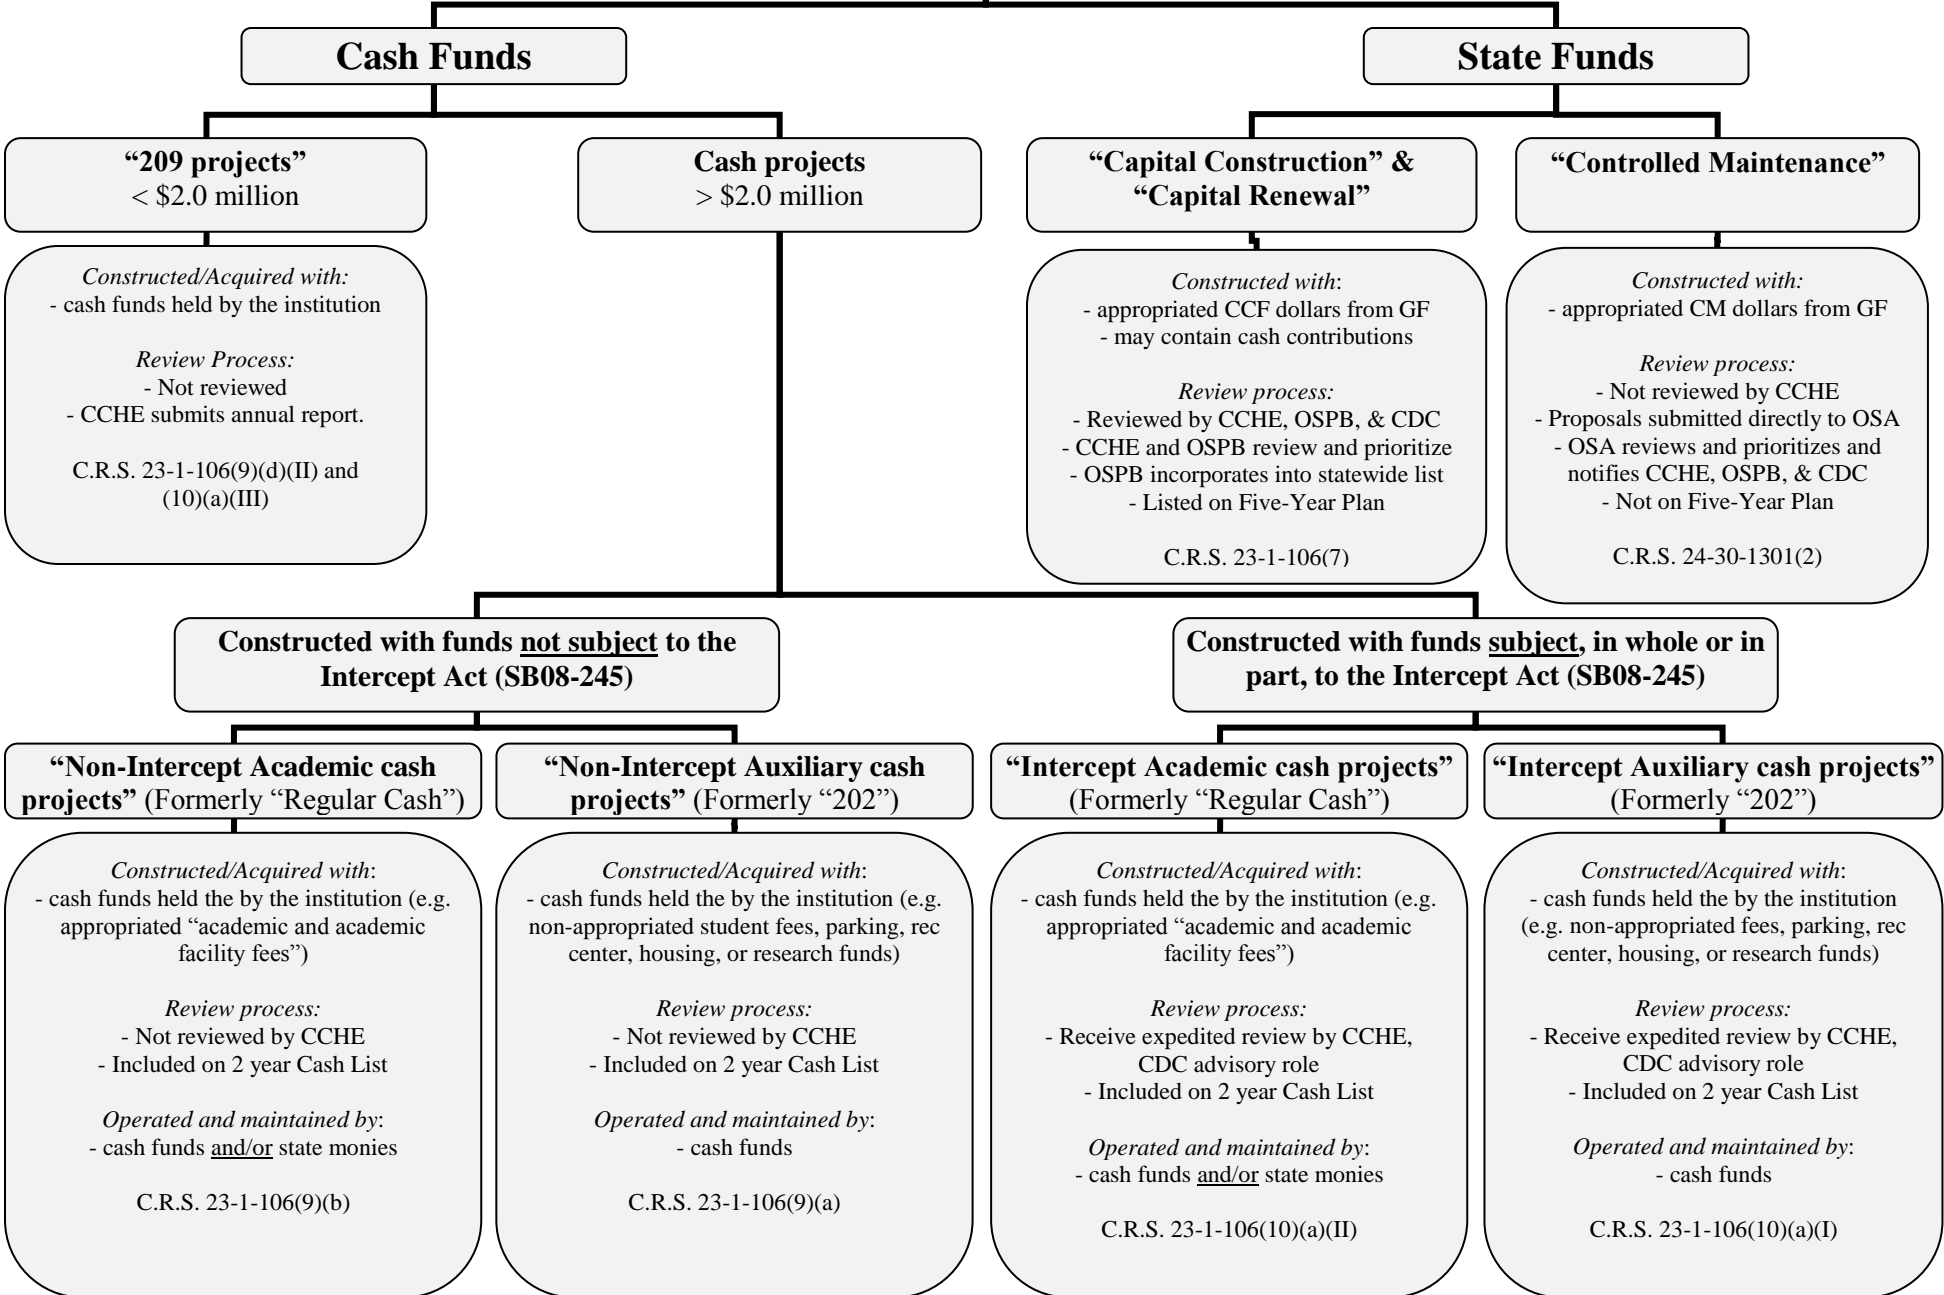 Cash Funds
State Funds
“209 projects”
< $2.0 million
Cash projects
> $2.0 million
“Capital Construction” &
“Capital Renewal”
“Controlled Maintenance”
Constructed/Acquired with:
- cash funds held by the institution
Review Process:
- Not reviewed
- CCHE submits annual report.
C.R.S. 23-1-106(9)(d)(II) and
(10)(a)(III)
Constructed with:
- appropriated CCF dollars from GF
- may contain cash contributions
Review process:
- Reviewed by CCHE, OSPB, & CDC
- CCHE and OSPB review and prioritize
- OSPB incorporates into statewide list
- Listed on Five-Year Plan
C.R.S. 23-1-106(7)
Constructed with:
- appropriated CM dollars from GF
Review process:
- Not reviewed by CCHE
- Proposals submitted directly to OSA
- OSA reviews and prioritizes and
notifies CCHE, OSPB, & CDC
- Not on Five-Year Plan
C.R.S. 24-30-1301(2)
Constructed with funds not subject to the
Intercept Act (SB08-245)
Constructed with funds subject, in whole or in
part, to the Intercept Act (SB08-245)
“Non-Intercept Academic cash
projects” (Formerly “Regular Cash”)
“Non-Intercept Auxiliary cash
projects” (Formerly “202”)
“Intercept Academic cash projects”
(Formerly “Regular Cash”)
“Intercept Auxiliary cash projects”
(Formerly “202”)
Constructed/Acquired with:
- cash funds held the by the institution (e.g.
appropriated “academic and academic
facility fees”)
Review process:
- Not reviewed by CCHE
- Included on 2 year Cash List
Operated and maintained by:
- cash funds and/or state monies
C.R.S. 23-1-106(9)(b)
Constructed/Acquired with:
- cash funds held the by the institution (e.g.
non-appropriated student fees, parking, rec
center, housing, or research funds)
Review process:
- Not reviewed by CCHE
- Included on 2 year Cash List
Operated and maintained by:
- cash funds
C.R.S. 23-1-106(9)(a)
Constructed/Acquired with:
- cash funds held the by the institution (e.g.
appropriated “academic and academic
facility fees”)
Review process:
- Receive expedited review by CCHE,
CDC advisory role
- Included on 2 year Cash List
Operated and maintained by:
- cash funds and/or state monies
C.R.S. 23-1-106(10)(a)(II)
Constructed/Acquired with:
- cash funds held the by the institution
(e.g. non-appropriated fees, parking, rec
center, housing, or research funds)
Review process:
- Receive expedited review by CCHE,
CDC advisory role
- Included on 2 year Cash List
Operated and maintained by:
- cash funds
C.R.S. 23-1-106(10)(a)(I)